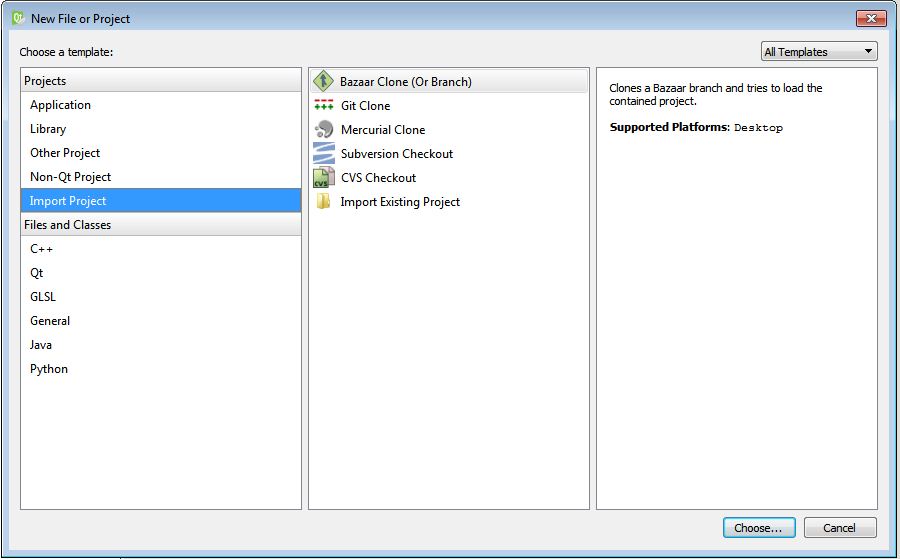 New File or Project
Choose a template:
All Templates
Projects
Application
Library
Other Project
Non-Qt Project
Import Project
Files and Classes
C++
Qt
GLSL
General
Java
Python
Bazaar Clone (Or Branch)
Git Clone
Mercurial Clone
Subversion Checkout
CVS Checkout
Import Existing Project
Clones a Bazaar branch and tries to load the
contained project.
Supported Platforms: Desktop
Choose...
Cancel